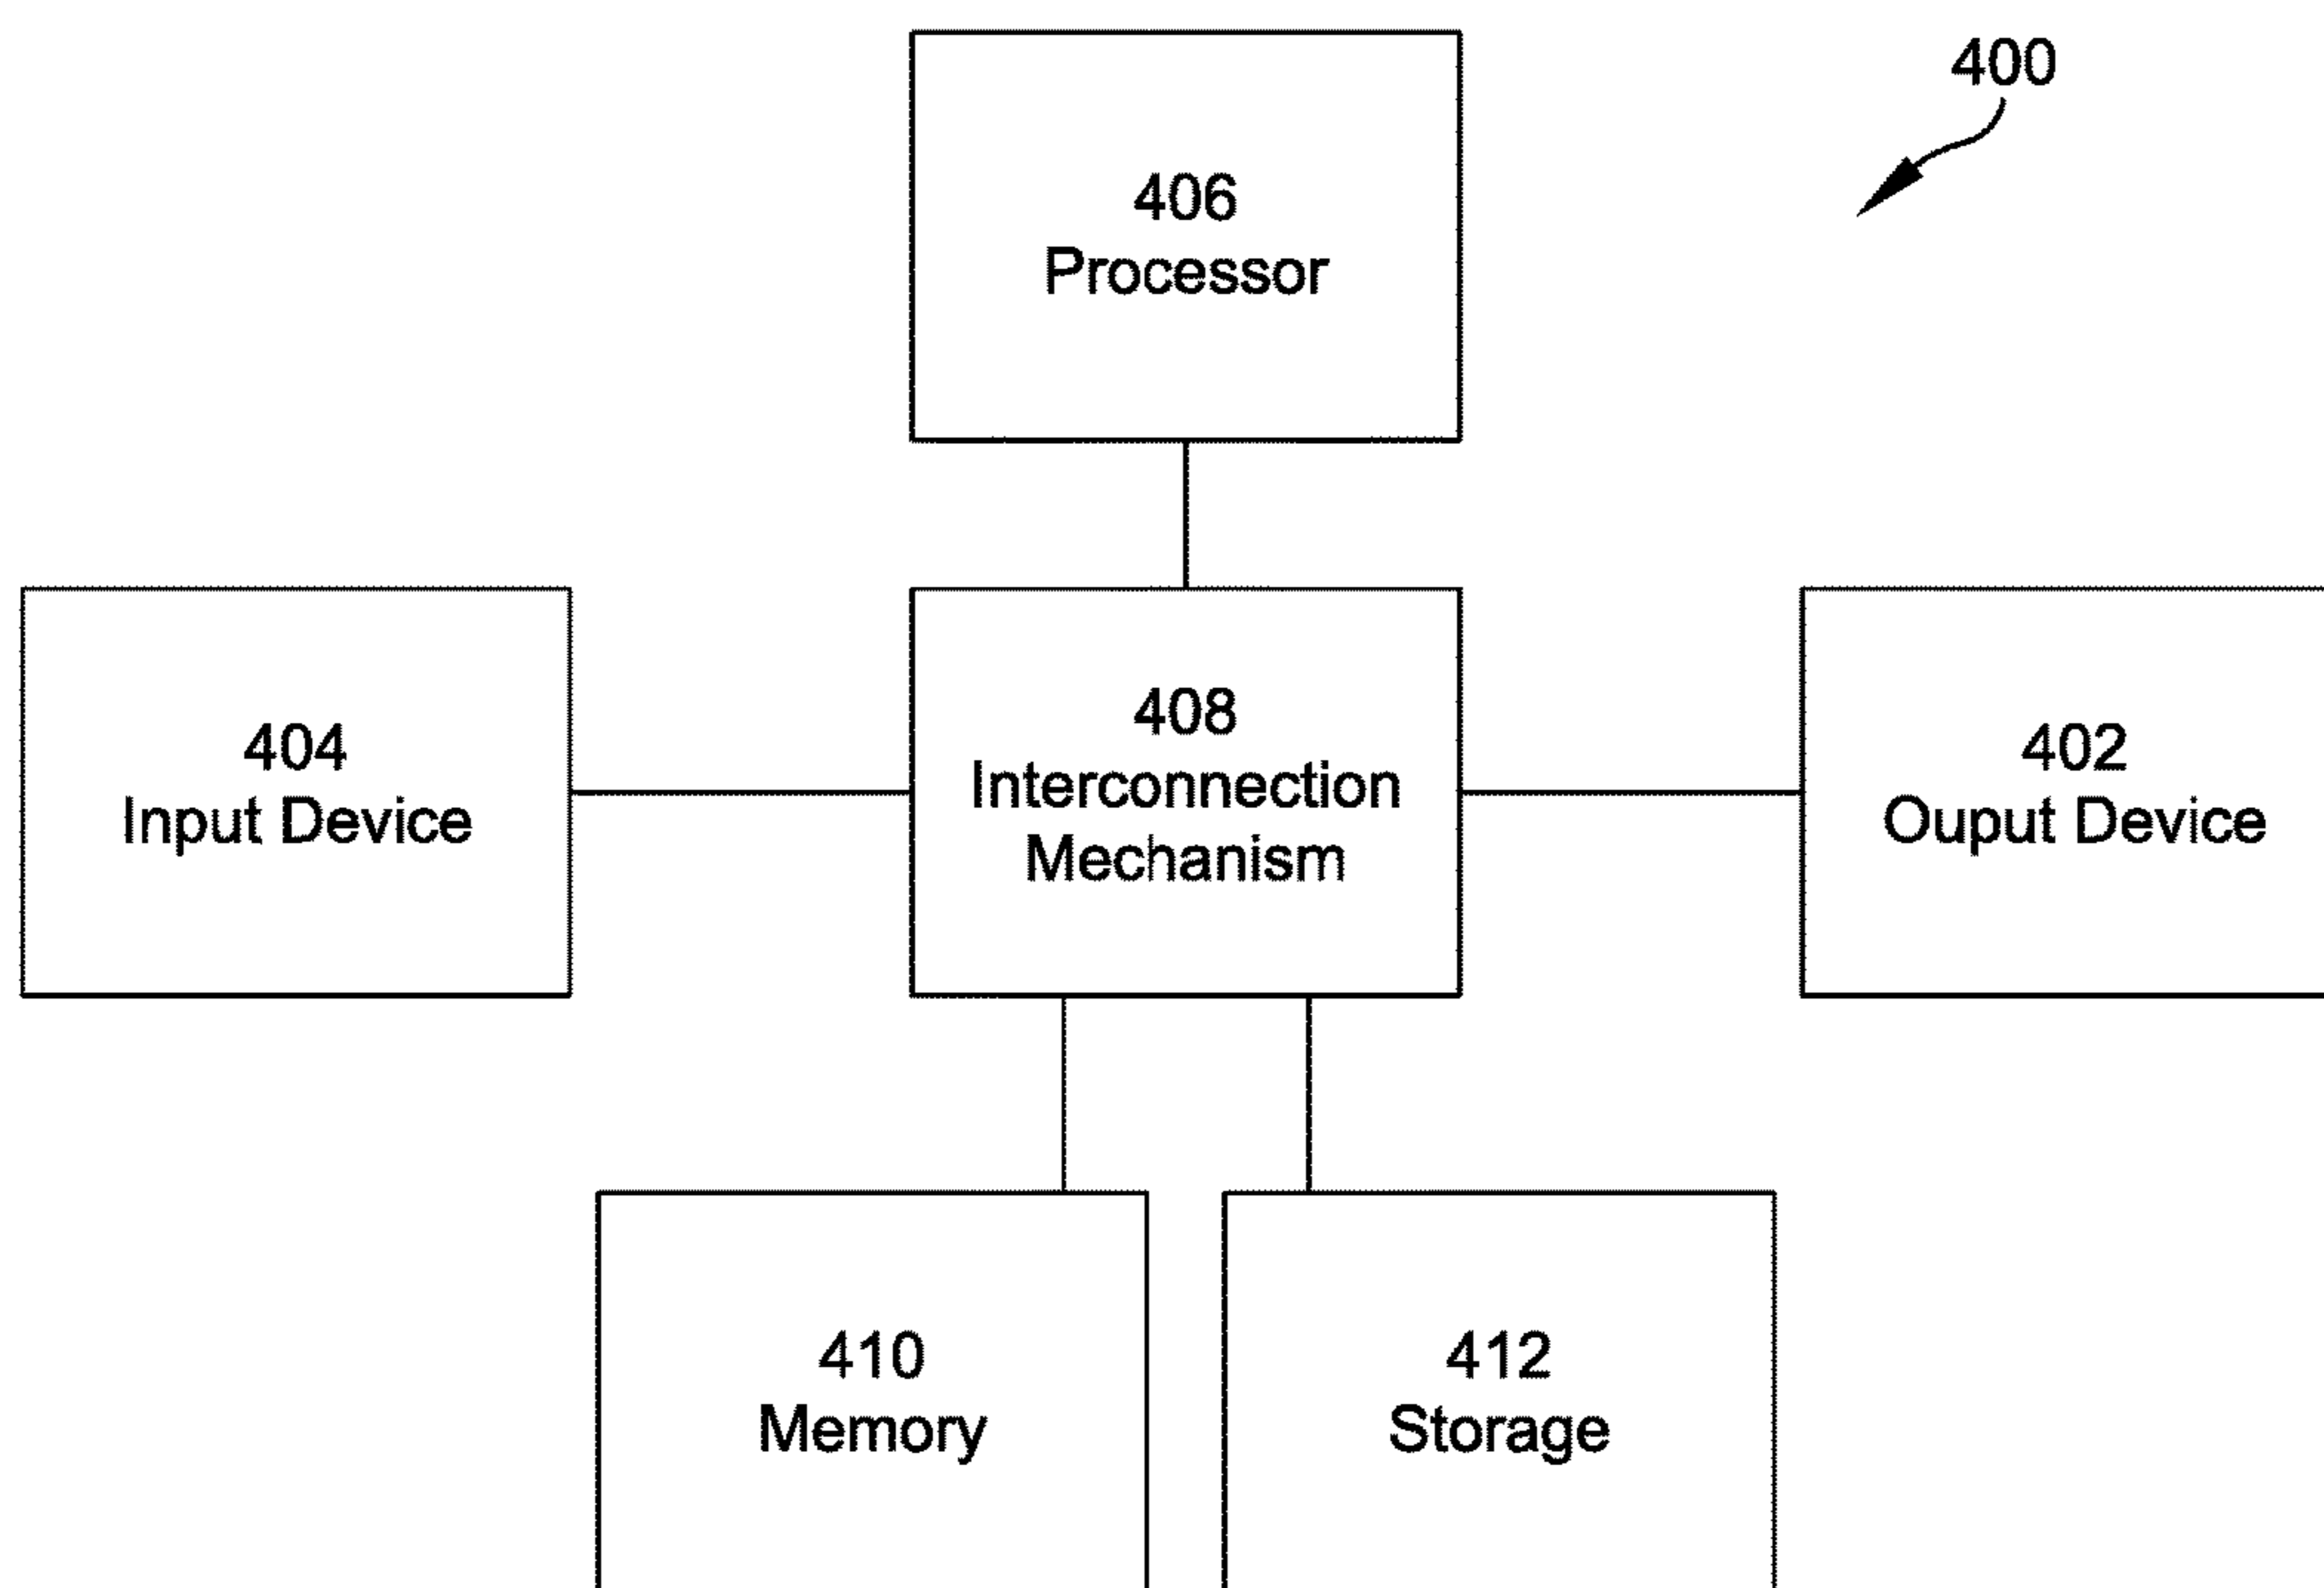 400
406
Processor
404
Input Device
408
Interconnection
Mechanism
402
Ouput Device
410
Memory
412
Storage